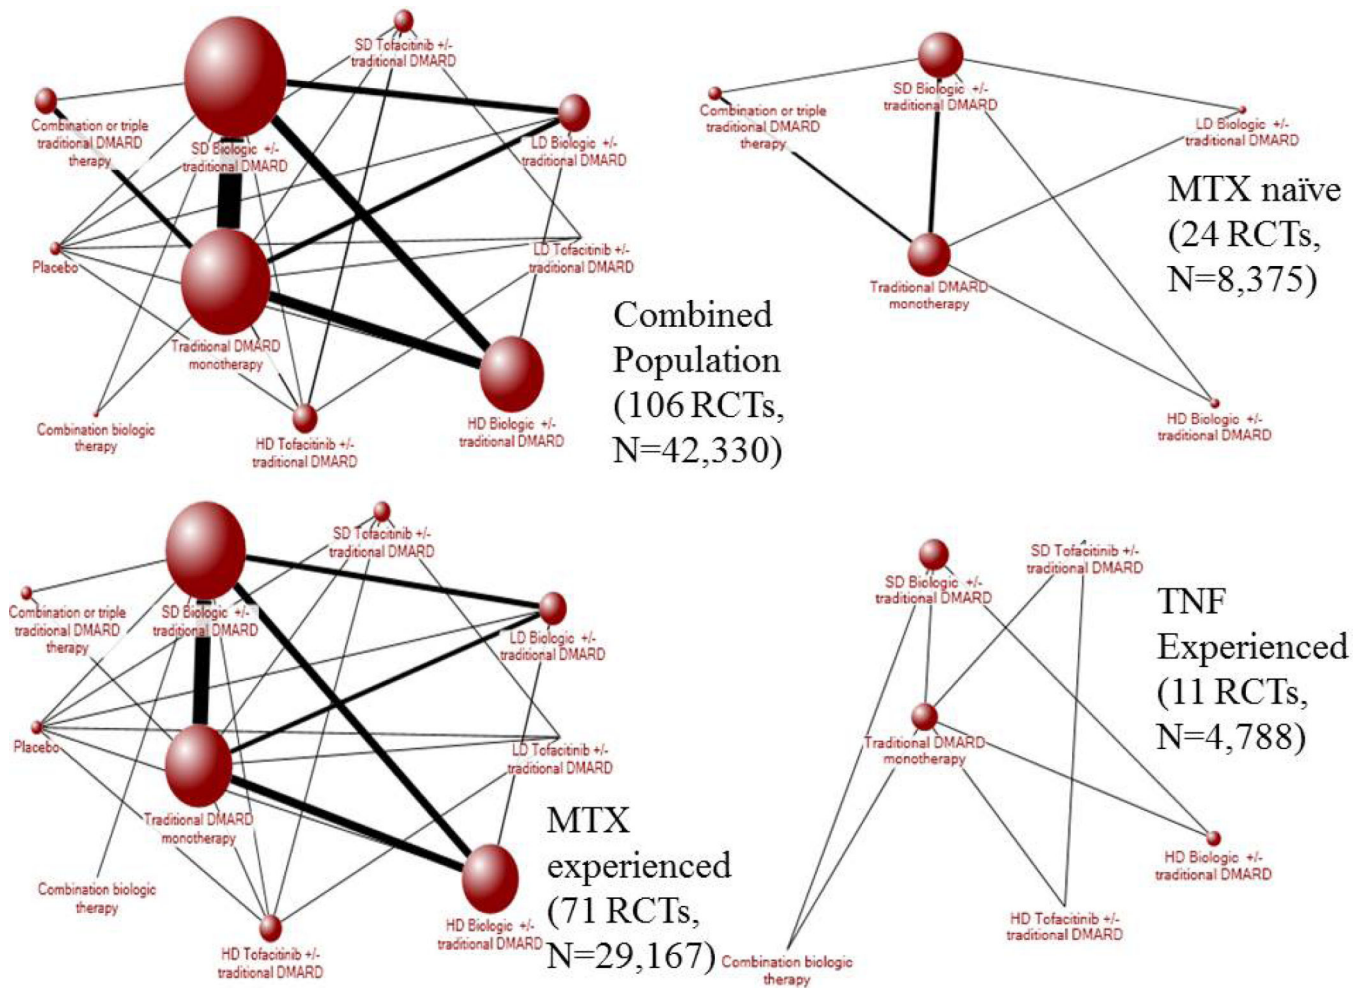 SD Tofacitinib +/-
traditional DMARD
Combination or triple
traditional DMARD
therapy
SD Biologic +/-
traditional DMARD
LD Biologic +/-
traditional DMARD
Placebo
LD Tofacitinib +/-
traditional DMARD
Traditional DMARD
monotherapy
Combination biologic
therapy
HD Tofacitinib +/-
traditional DMARD
HD Biologic +/-
traditional DMARD
Combined
Population
(106 RCTs,
N=42,330)
SD Biologic +/-
traditional DMARD
Combination or triple
traditional DMARD
therapy
LD Biologic +/-
traditional DMARD
Traditional DMARD
monotherapy
HD Biologic +/-
traditional DMARD
MTX naïve
(24 RCTs,
N=8,375)
SD Tofacitinib +/-
traditional DMARD
Combination or triple
traditional DMARD
therapy
SD Biologic +/-
traditional DMARD
LD Biologic +/-
traditional DMARD
Placebo
LD Tofacitinib +/-
traditional DMARD
Traditional DMARD
monotherapy
Combination biologic
therapy
HD Tofacitinib +/-
traditional DMARD
HD Biologic +/-
traditional DMARD
MTX
experienced
(71 RCTs,
N=29,167)
SD Biologic +/-
traditional DMARD
SD Tofacitinib +/-
traditional DMARD
Traditional DMARD
monotherapy
HD Biologic +/-
traditional DMARD
HD Tofacitinib +/-
traditional DMARD
Combination biologic
therapy
TNF
Experienced
(11 RCTs,
N=4,788)